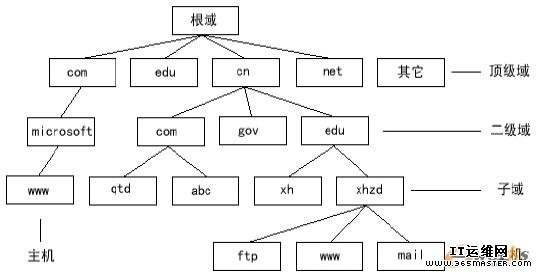 根域
com edu cn net 其它 顶级域
microsoft com gov edu 二级域
www qtd abc xh xhzd 子域
主机 ftp www mail
IT运维网
WWW.365MASTER.COM